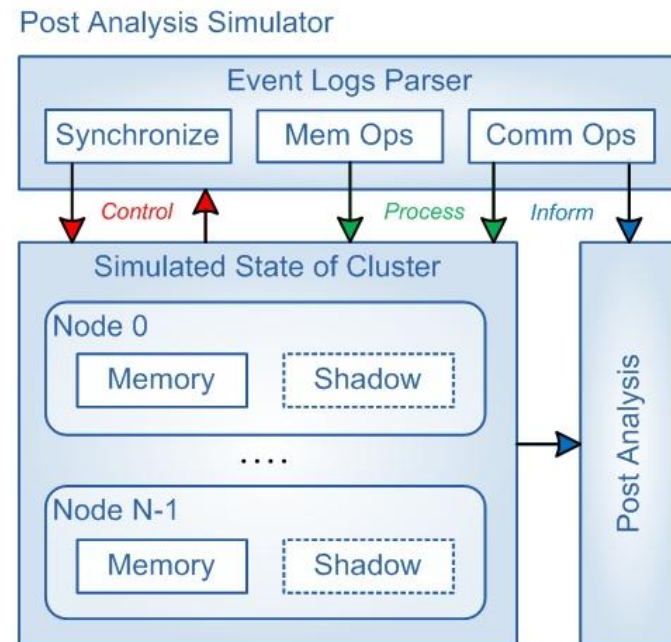 Post Analysis Simulator
Event Logs Parser
Synchronize
Mem Ops
Comm Ops
Control
Process
Inform
Simulated State of Cluster
Node 0
Memory
Shadow
....
Node N-1
Memory
Shadow
Post Analysis